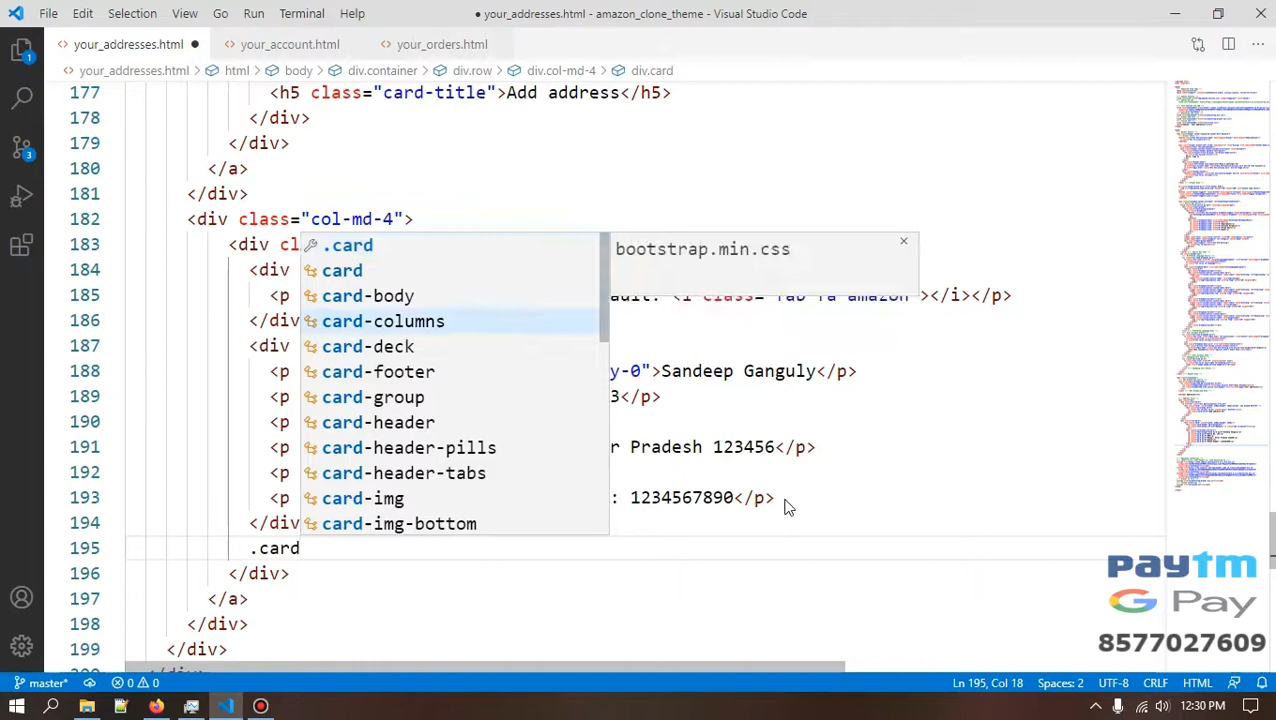 File Edit Selection View Go Run Terminal Help
● your_addresses.html - amazon_clone_theme - Visual Studio Code
<> your_addresses.html ● <> your_account.html <> your_orders.html ...
<> your_addresses.html > html > body > div.container > div.row > div.col-md-4 > div.card
177 <h5 class="card-title">Add address</h5>
178 </div>
179 </div>
180 </a>
181 </div>
182 <div class="col-md-4">
183 <div cl .card bootstrap.min.css ×
184 <div card
<p card-body ></p>
</div card-columns
187 <div card-deck
188 <p card-footer y-0">Sandeep Ganguly</p>
189 <p card-group 3</p>
190 <p card-header
191 <p card-header-pills Pradesh 123456</p>
192 <p card-header-tabs
193 <p card-img : 1234567890</p>
194 </div card-img-bottom
195 .card
196 </div>
197 </a>
198 </div>
199 </div>
</div>
paytm
G Pay
8577027609
1
3
master* 0 0 Ln 195, Col 18 Spaces: 2 UTF-8 CRLF HTML
12:30 PM